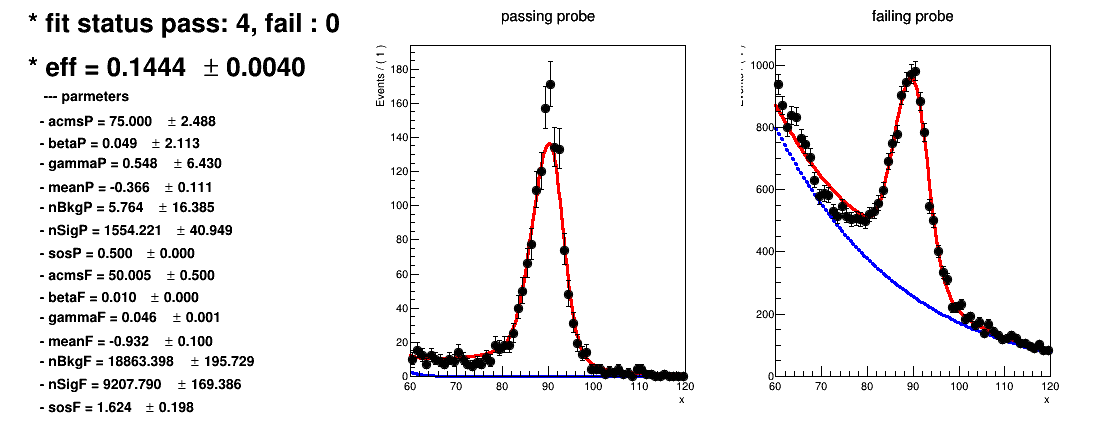 * fit status pass: 4, fail : 0
* eff = 0.1444 ± 0.0040
--- parmeters
- acmsP = 75.000 ± 2.488
- betaP = 0.049 ± 2.113
- gammaP = 0.548 ± 6.430
- meanP = -0.366 ± 0.111
- nBkgP = 5.764 ± 16.385
- nSigP = 1554.221 ± 40.949
- sosP = 0.500 ± 0.000
- acmsF = 50.005 ± 0.500
- betaF = 0.010 ± 0.000
- gammaF = 0.046 ± 0.001
- meanF = -0.932 ± 0.100
- nBkgF = 18863.398 ± 195.729
- nSigF = 9207.790 ± 169.386
- sosF = 1.624 ± 0.198
passing probe
Events / ( 1 )
180
160
140
120
100
80
60
40
20
0
60 70 80 90 100 110 120
x
failing probe
1000
800
600
400
200
0
60 70 80 90 100 110 120
x